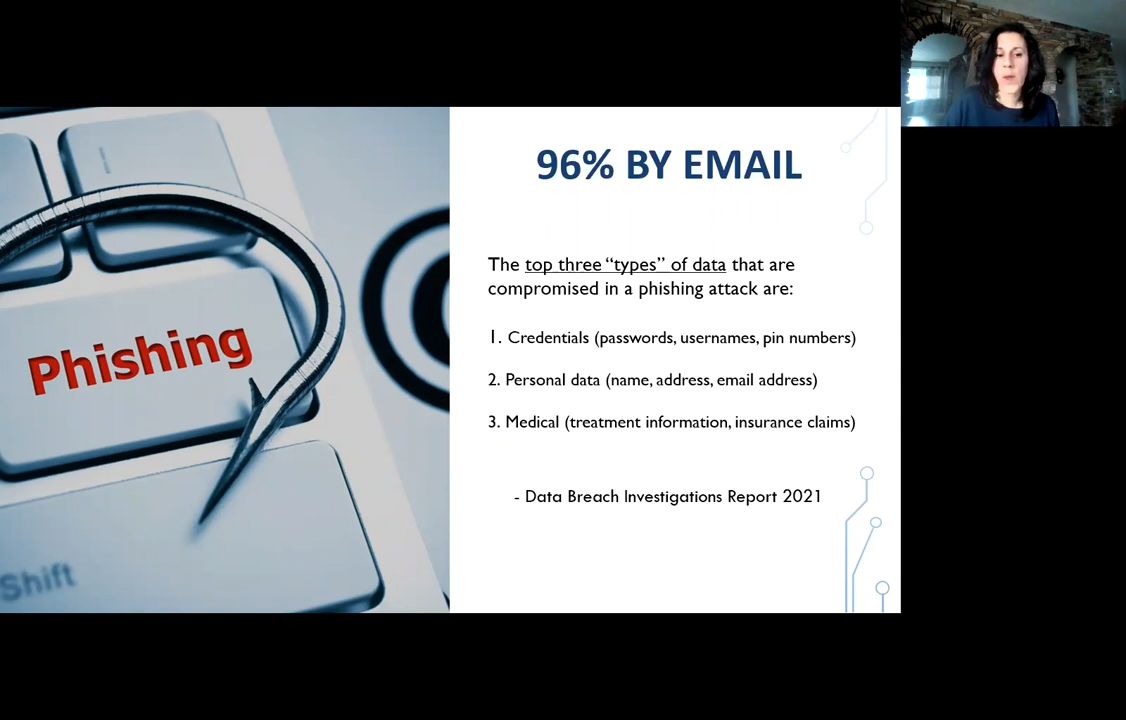 96% BY EMAIL
The top three “types” of data that are
compromised in a phishing attack are:
1. Credentials (passwords, usernames, pin numbers)
2. Personal data (name, address, email address)
3. Medical (treatment information, insurance claims)
- Data Breach Investigations Report 2021
Phishing
Shift